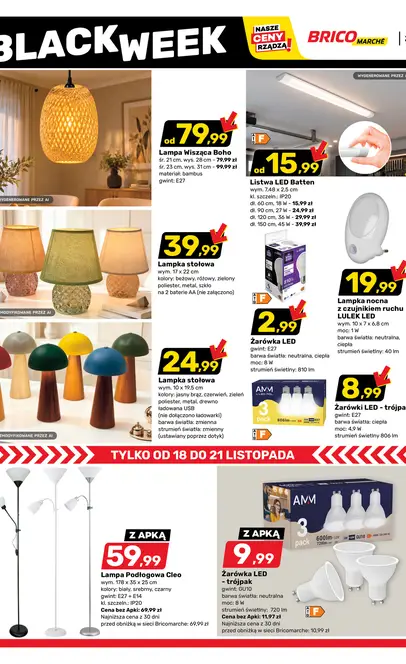 BLACK WEEK
NASZE
CENY
RZĄDZĄ!
BRICO
MARCHÉ
WYGENEROWANE PRZEZ AI
od 79,99
Lampa Wisząca Boho
śr. 21 cm, wys. 28 cm - 79,99 zł
śr. 23 cm, wys. 31 cm - 99,99 zł
materiał: bambus
gwint: E27
F
od 15,99
Listwa LED Batten
wym. 7.48 x 2.5 cm
kl. szczeln.: IP20
dł. 60 cm, 18 W - 15,99 zł
dł. 90 cm, 27 W - 24,99 zł
dł. 120 cm, 36 W - 29,99 zł
dł. 150 cm, 45 W - 39,99 zł
WYGENEROWANE PRZEZ AI
39,99
Lampka stołowa
wym. 17 x 22 cm
kolory: beżowy, różowy, zielony
poliester, metal, szkło
na 2 baterie AA (nie załączono)
F
2,99
Żarówka LED
gwint: E27
barwa światła: neutralna, ciepła
moc: 8 W
strumień świetlny: 810 lm
19,99
Lampka nocna
z czujnikiem ruchu
LULEK LED
wym. 10 x 7 x 6.8 cm
moc: 1 W
barwa światła: neutralna,
ciepła
strumień świetlny: 40 lm
WYGENEROWANE PRZEZ AI
24,99
Lampka stołowa
wym. 10 x 19,5 cm
kolory: jasny brąz, czerwień, zieleń
poliester, metal, drewno
ładowana USB
(nie dołączono ładowarki)
barwa światła: zmienna
strumień światła: zmienny
(ustawiany poprzez dotyk)
AMM
3
F
8,99
Żarówki LED - trójpak
gwint: E27
barwa światła: ciepła
moc: 4,9 W
strumień świetlny 806 lm
TYLKO OD 18 DO 21 LISTOPADA
Z APKĄ
59,99
Lampa Podłogowa Cleo
wym. 178 x 35 x 25 cm
kolory: biały, srebrny, czarny
gwint: E27 + E14
kl. szczeln.: IP20
Cena bez Apki: 69,99 zł
Najniższa cena z 30 dni
przed obniżką w sieci Bricomarche: 69,99 zł
Z APKĄ
9,99
Żarówka LED
- trójpak
gwint: GU10
barwa światła: neutralna
moc: 8 W
strumień świetlny: 720 lm
Cena bez Apki: 11,97 zł
Najniższa cena z 30 dni
przed obniżką w sieci Bricomarche: 10,99 zł
AMM
3
pack
600lm
F